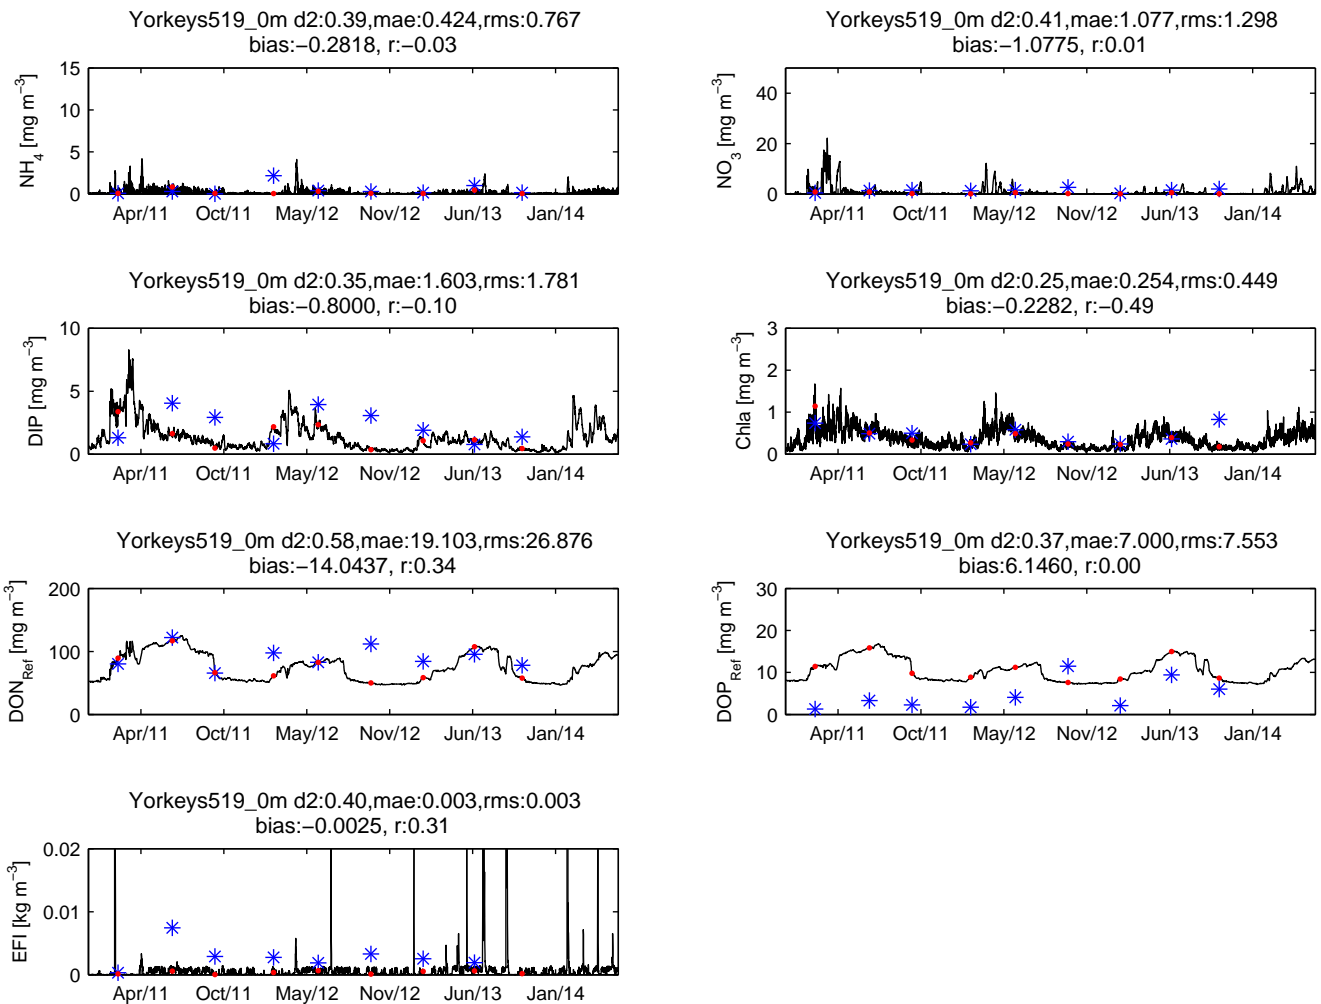 Yorkeys519_0m d2:0.39,mae:0.424,rms:0.767
bias:−0.2818, r:−0.03
NH4 [mg m−3]
15
10
5
0
Apr/11 Oct/11 May/12 Nov/12 Jun/13 Jan/14
Yorkeys519_0m d2:0.41,mae:1.077,rms:1.298
bias:−1.0775, r:0.01
NO3 [mg m−3]
40
20
0
Apr/11 Oct/11 May/12 Nov/12 Jun/13 Jan/14
Yorkeys519_0m d2:0.35,mae:1.603,rms:1.781
bias:−0.8000, r:−0.10
DIP [mg m−3]
10
5
0
Apr/11 Oct/11 May/12 Nov/12 Jun/13 Jan/14
Yorkeys519_0m d2:0.25,mae:0.254,rms:0.449
bias:−0.2282, r:−0.49
Chla [mg m−3]
3
2
1
0
Apr/11 Oct/11 May/12 Nov/12 Jun/13 Jan/14
Yorkeys519_0m d2:0.58,mae:19.103,rms:26.876
bias:−14.0437, r:0.34
DONRef [mg m−3]
200
100
0
Apr/11 Oct/11 May/12 Nov/12 Jun/13 Jan/14
Yorkeys519_0m d2:0.37,mae:7.000,rms:7.553
bias:6.1460, r:0.00
DOPRef [mg m−3]
30
20
10
0
Apr/11 Oct/11 May/12 Nov/12 Jun/13 Jan/14
Yorkeys519_0m d2:0.40,mae:0.003,rms:0.003
bias:−0.0025, r:0.31
EFI [kg m−3]
0.02
0.01
0
Apr/11 Oct/11 May/12 Nov/12 Jun/13 Jan/14